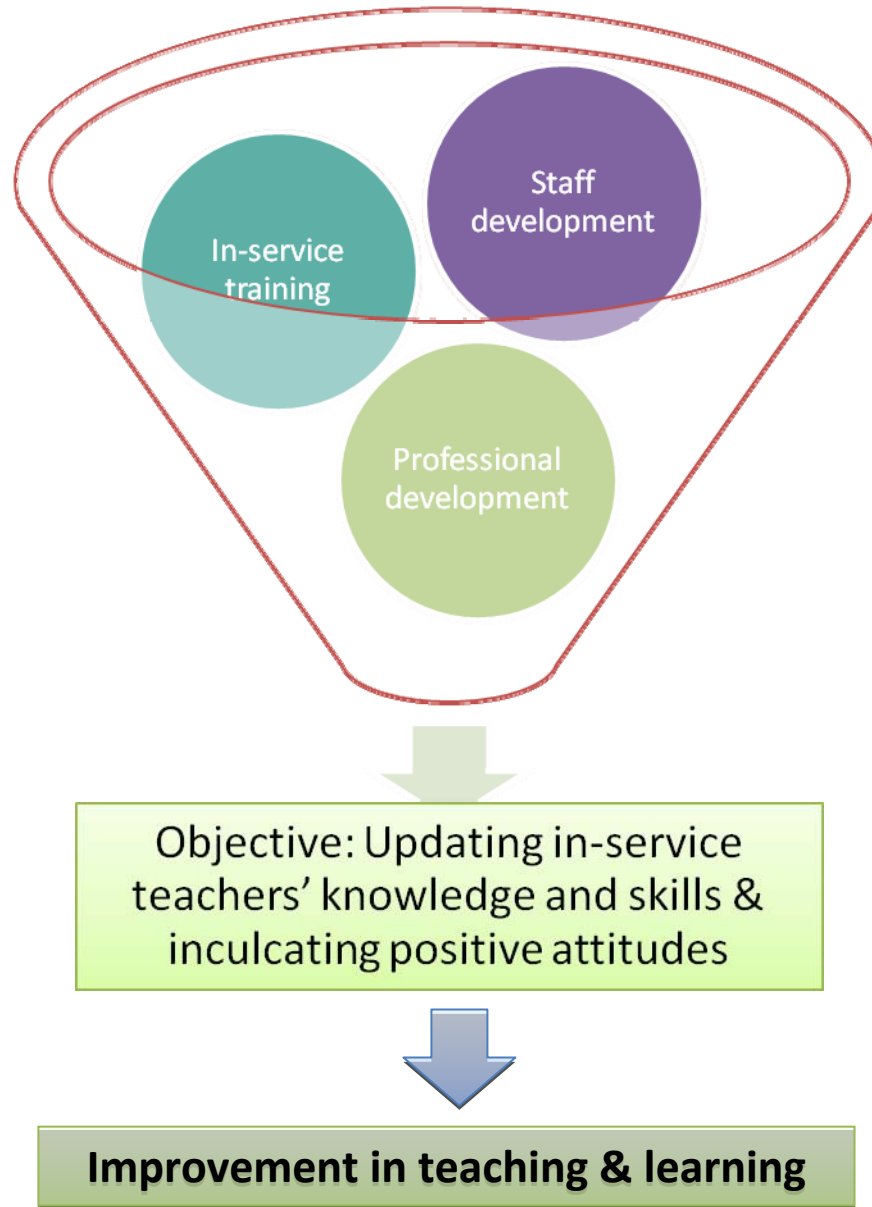 Staff
development
In-service
training
Professional
development
Objective: Updating in-service
teachers’ knowledge and skills &
inculcating positive attitudes
Improvement in teaching & learning